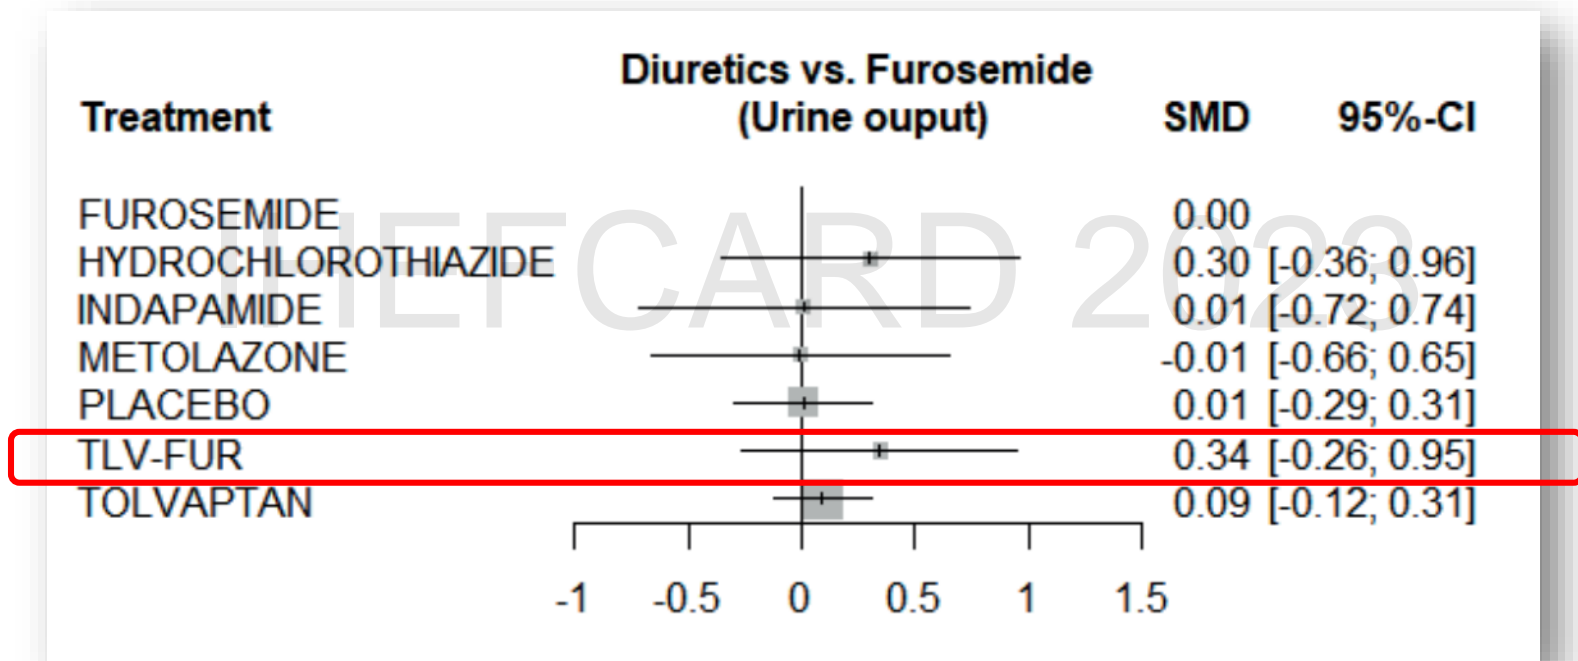 Diuretics vs. Furosemide
Treatment (Urine ouput) SMD 95%-CI
FUROSEMIDE 0.00
HYDROCHLOROTHIAZIDE 0.30 [-0.36; 0.96]
INDAPAMIDE 0.01 [-0.72; 0.74]
METOLAZONE -0.01 [-0.66; 0.65]
PLACEBO 0.01 [-0.29; 0.31]
TLV-FUR 0.34 [-0.26; 0.95]
TOLVAPTAN 0.09 [-0.12; 0.31]
-1 -0.5 0 0.5 1 1.5
IHEFCARD 2023